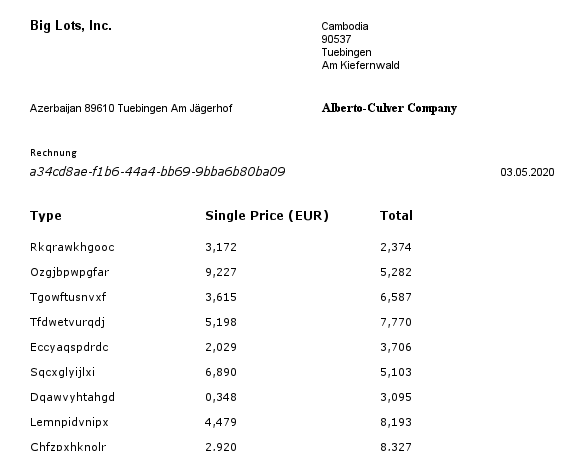 Big Lots, Inc.
Cambodia
90537
Tuebingen
Am Kiefernwald
Azerbaijan 89610 Tuebingen Am Jägerhof
Alberto-Culver Company
Rechnung
a34cd8ae-f1b6-44a4-bb69-9bba6b80ba09 03.05.2020
Type Single Price (EUR) Total
Rkqrawkhgooc 3,172 2,374
Ozgjbpwpgfar 9,227 5,282
Tgowftusnvxf 3,615 6,587
Tfdwetvurqdj 5,198 7,770
Eccyaqspdrdc 2,029 3,706
Sqcxglyijlxi 6,890 5,103
Dqawvyhtahgd 0,348 3,095
Lemnpidvnipx 4,479 8,193
Chfzpxhknolr 2,920 8,327